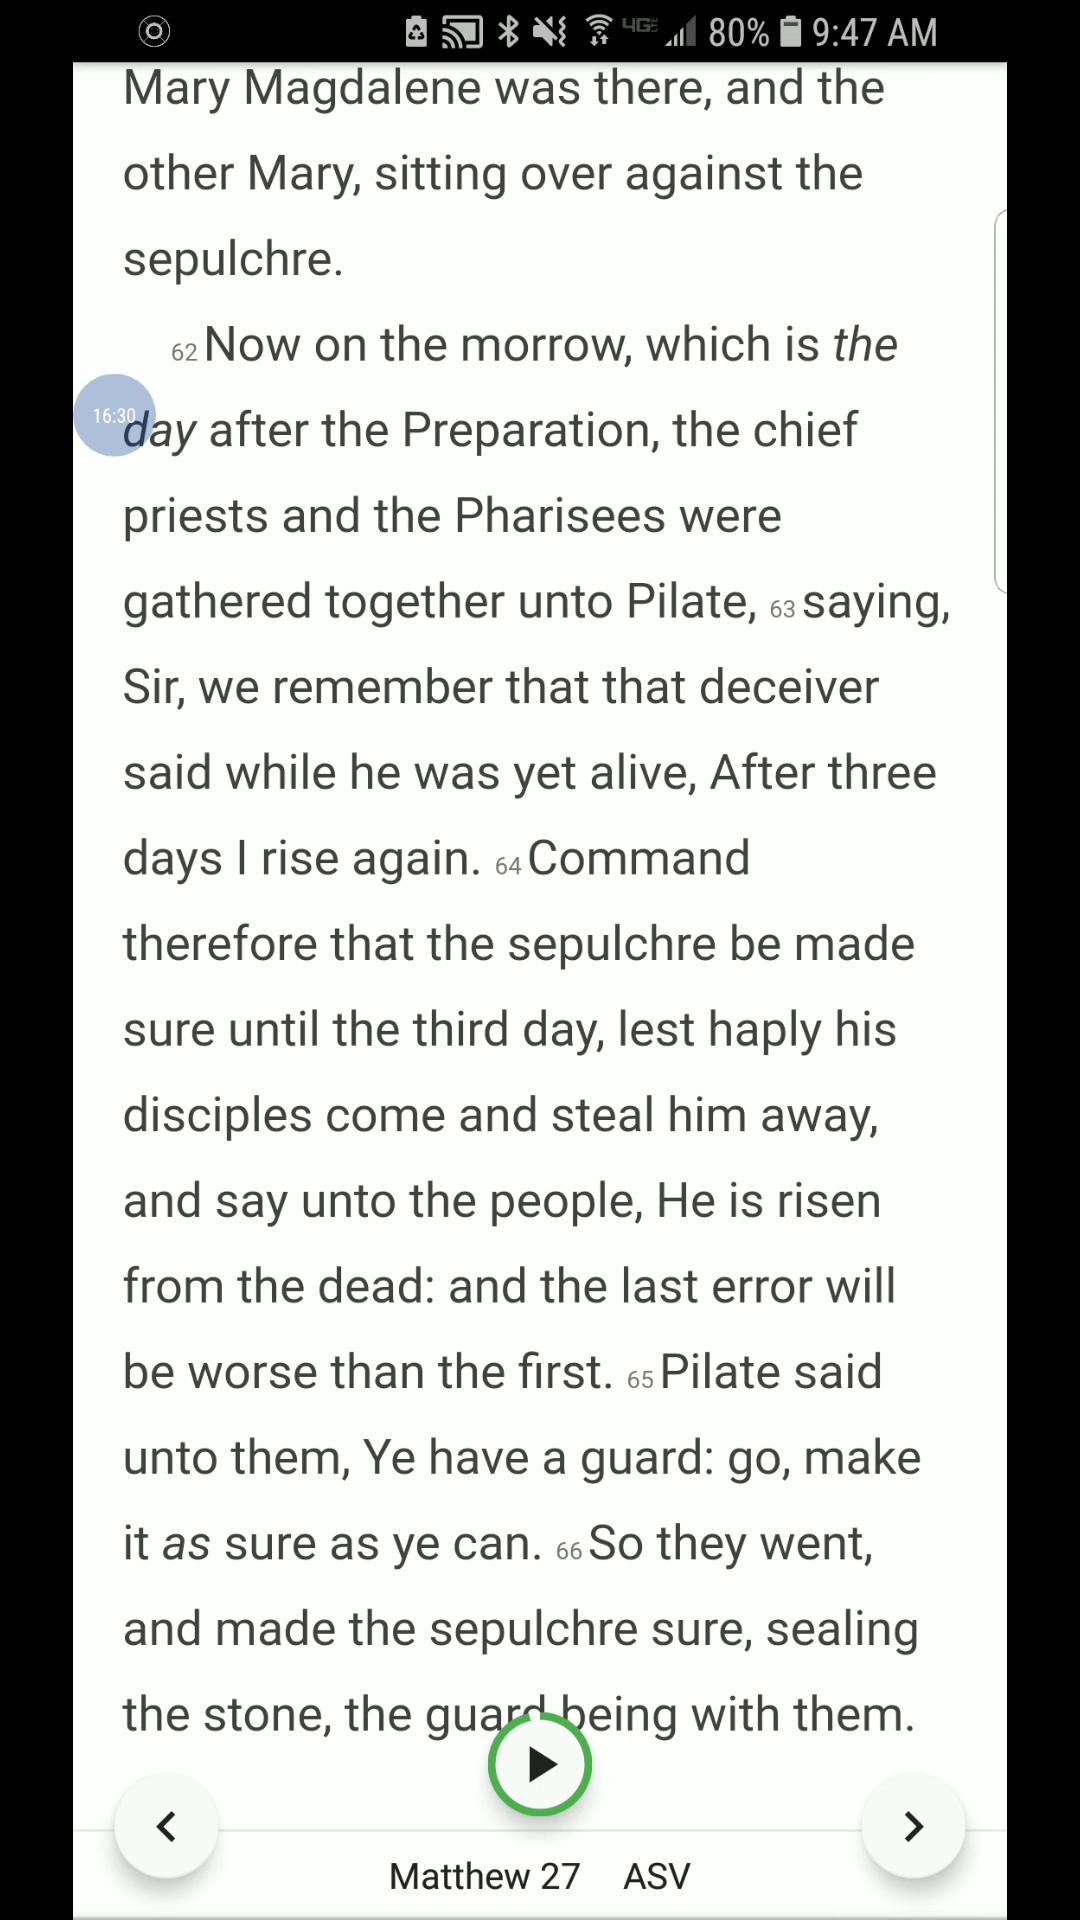 4G 80% 9:47 AM
Mary Magdalene was there, and the
other Mary, sitting over against the
sepulchre.
62 Now on the morrow, which is the
16:30
day after the Preparation, the chief
priests and the Pharisees were
gathered together unto Pilate, 63 saying,
Sir, we remember that that deceiver
said while he was yet alive, After three
days I rise again. 64 Command
therefore that the sepulchre be made
sure until the third day, lest haply his
disciples come and steal him away,
and say unto the people, He is risen
from the dead: and the last error will
be worse than the first. 65 Pilate said
unto them, Ye have a guard: go, make
it as sure as ye can. 66 So they went,
and made the sepulchre sure, sealing
the stone, the guard being with them.
Matthew 27 ASV